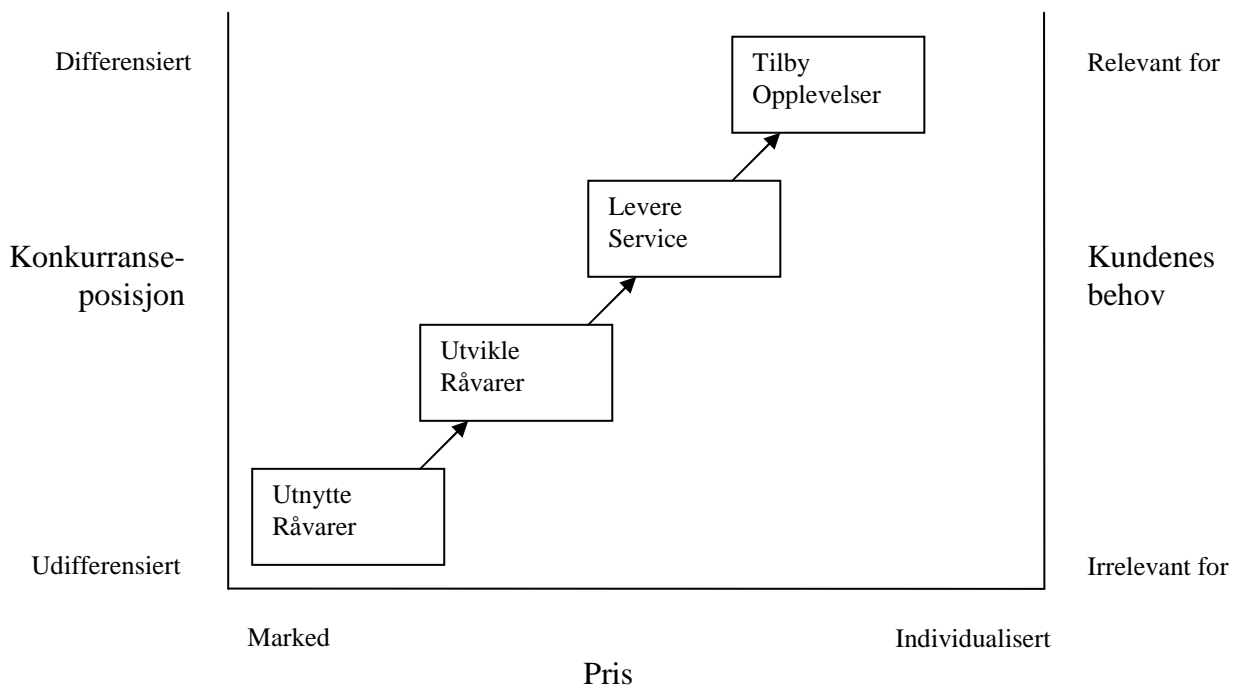 Differensiert
Tilby
Opplevelser
Relevant for
Levere
Service
Konkurranse-
posisjon
Kundenes
behov
Utvikle
Råvarer
Utnytte
Råvarer
Udifferensiert
Irrelevant for
Marked
Individualisert
Pris